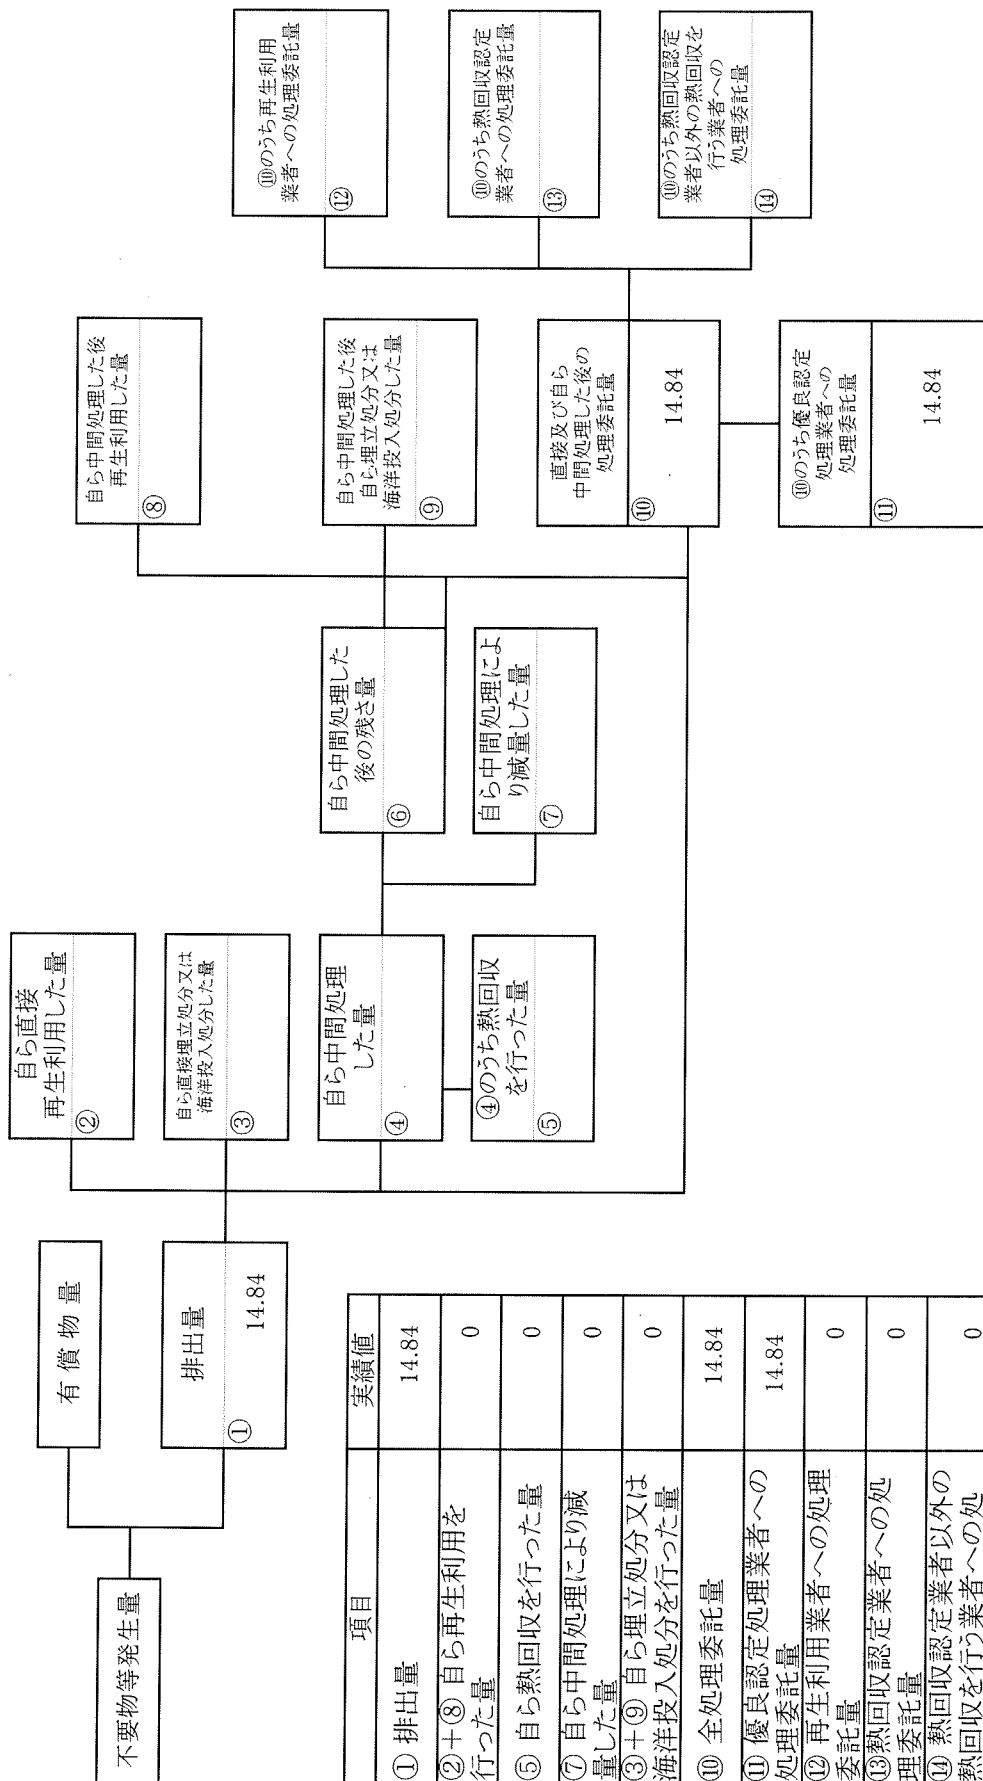 不要物等発生量
有償物量
排出量
①
14.84
自ら直接
再生利用した量
②
自ら直接埋立処分又は
海洋投入処分した量
③
自ら中間処理
した量
④
④のうち熱回収
を行った量
⑤
自ら中間処理した
後の残さ量
⑥
自ら中間処理によ
り減量した量
⑦
自ら中間処理した後
再生利用した量
⑧
自ら中間処理した後
自ら埋立処分又は
海洋投入処分した量
⑨
直接及び自ら
中間処理した後の
処理委託量
⑩
14.84
⑩のうち優良認定
処理業者への
処理委託量
⑪
14.84
⑩のうち再生利用
業者への処理委託量
⑫
⑩のうち熱回収認定
業者への処理委託量
⑬
⑩のうち熱回収認定
業者以外の熱回収を
行う業者への
処理委託量
⑭
項目 実績値
① 排出量 14.84
②+⑧ 自ら再生利用を
行った量 0
⑤ 自ら熱回収を行った量 0
⑦ 自ら中間処理により減
量した量 0
③+⑨ 自ら埋立処分又は
海洋投入処分を行った量 0
⑩ 全処理委託量 14.84
⑪ 優良認定処理業者への
処理委託量 14.84
⑫ 再生利用業者への処理
委託量 0
⑬熱回収認定業者への処
理委託量 0
⑭ 熱回収認定業者以外の
熱回収を行う業者への処 0